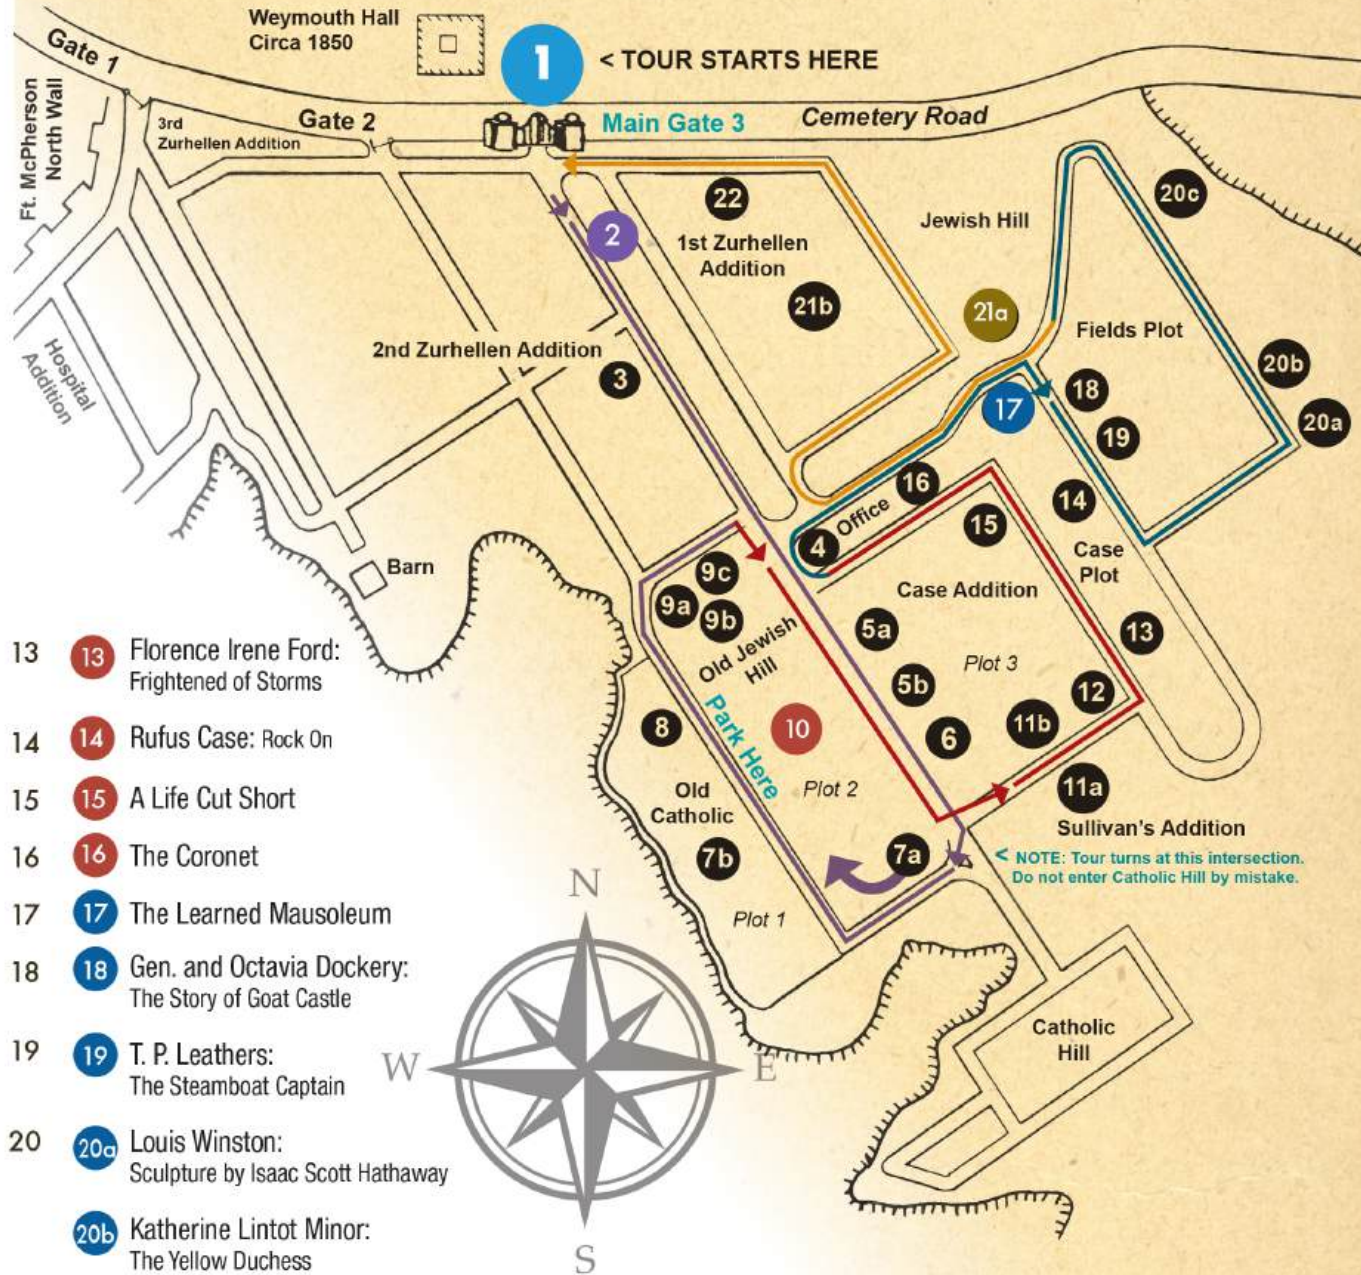 Weymouth Hall
Circa 1850
1
< TOUR STARTS HERE
Gate 1
Ft. McPherson
North Wall
3rd
Zurhellen Addition
Gate 2
Main Gate 3
Cemetery Road
2
22
1st Zurhellen
Addition
21b
Jewish Hill
20c
21a
Fields Plot
Hospital
Addition
2nd Zurhellen Addition
3
17
18
19
20b
20a
16
Office
4
15
14
Case
Plot
Barn
9c
9a
9b
Old Jewish
Hill
Case Addition
5a
Plot 3
5b
13
12
11b
6
8
Park Here
10
Old
Catholic
Plot 2
11a
Sullivan's Addition
7b
7a
< NOTE: Tour turns at this intersection.
Do not enter Catholic Hill by mistake.
Plot 1
Catholic
Hill
N
W
E
S
13 13 Florence Irene Ford:
Frightened of Storms
14 14 Rufus Case: Rock On
15 15 A Life Cut Short
16 16 The Coronet
17 17 The Learned Mausoleum
18 18 Gen. and Octavia Dockery:
The Story of Goat Castle
19 19 T. P. Leathers:
The Steamboat Captain
20 20a Louis Winston:
Sculpture by Isaac Scott Hathaway
20b Katherine Lintot Minor:
The Yellow Duchess